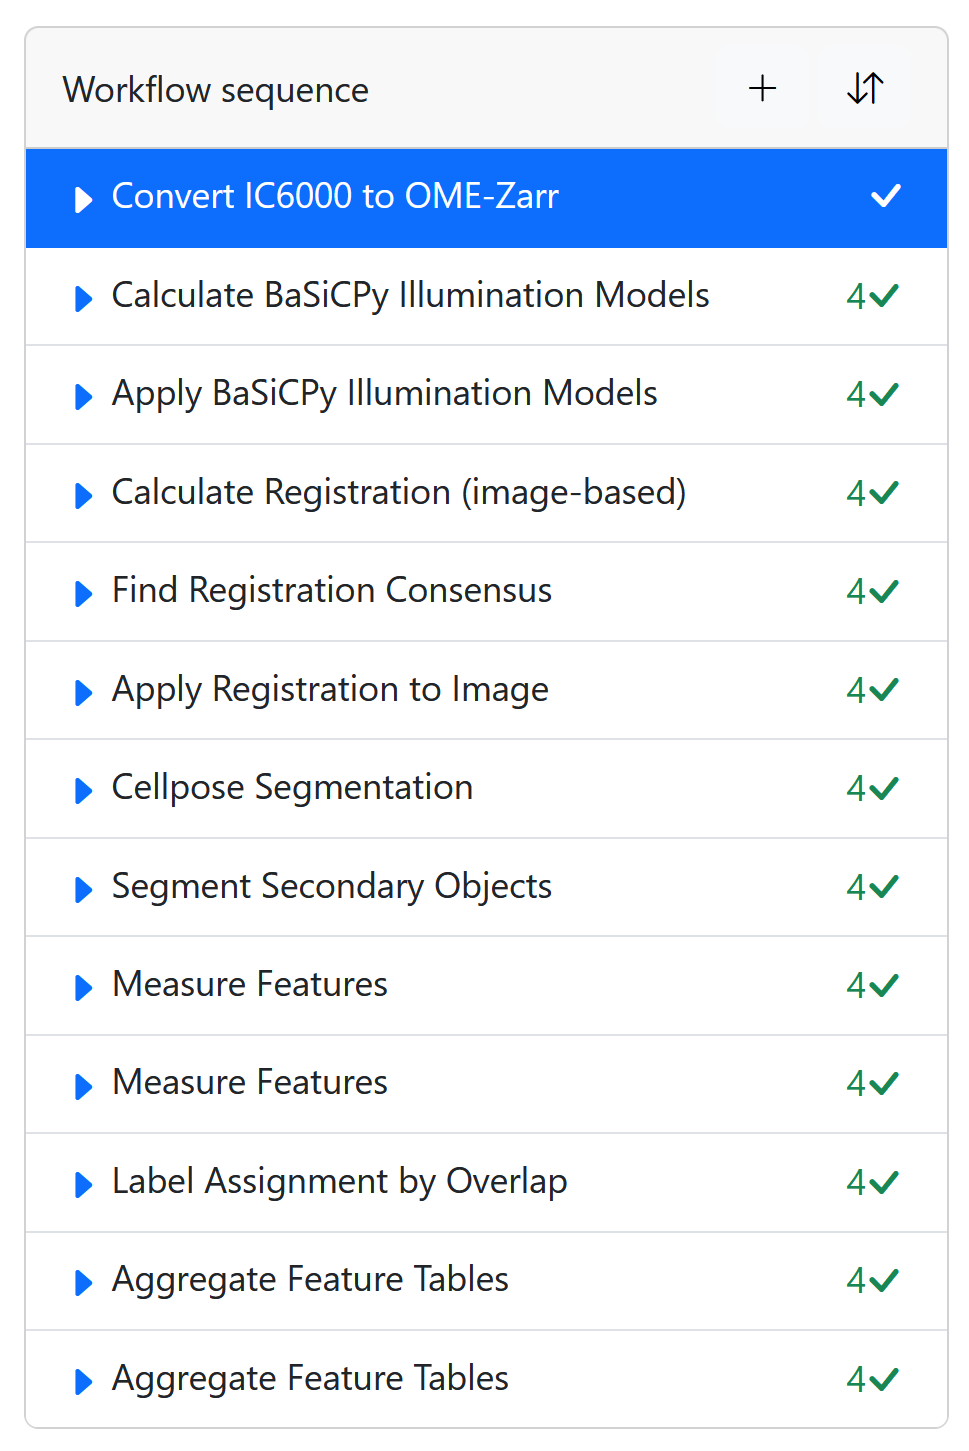 Workflow sequence
Convert IC6000 to OME-Zarr
Calculate BaSiCPy Illumination Models 4
Apply BaSiCPy Illumination Models 4
Calculate Registration (image-based) 4
Find Registration Consensus 4
Apply Registration to Image 4
Cellpose Segmentation 4
Segment Secondary Objects 4
Measure Features 4
Measure Features 4
Label Assignment by Overlap 4
Aggregate Feature Tables 4
Aggregate Feature Tables 4